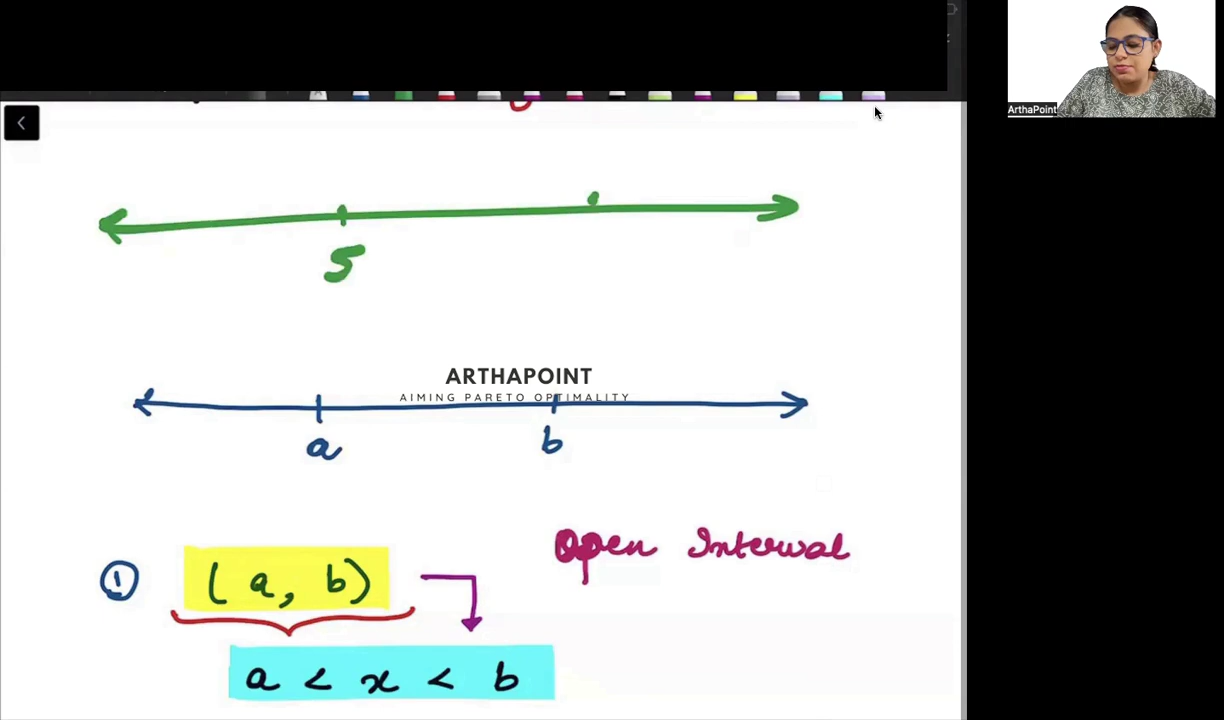 ArthaPoint
5
ARTHAPOINT
AIMING PARETO OPTIMALITY
a b
Open Interval
① (a, b)
a < x < b